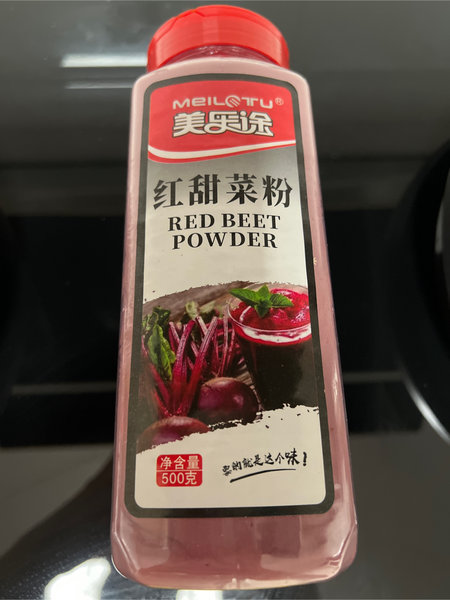 MEILOTU®
美乐途
红甜菜粉
RED BEET
POWDER
净含量
500克
要的就是这个味！